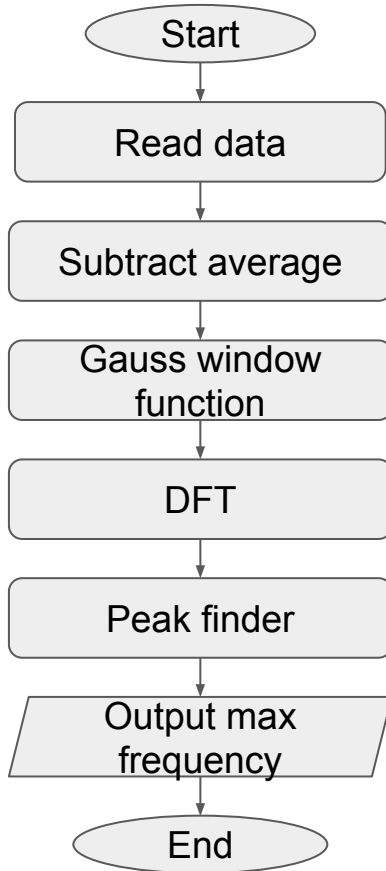 Start
Read data
Subtract average
Gauss window
function
DFT
Peak finder
Output max
frequency
End